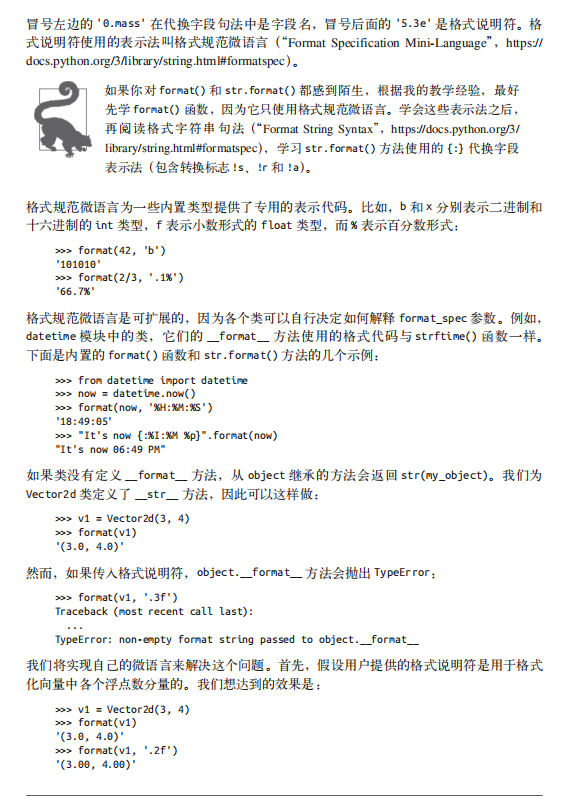 冒号左边的 '0.mass' 在代换字段句法中是字段名，冒号后面的 '5.3e' 是格式说明符。格
式说明符使用的表示法叫格式规范微语言（“Format Specification Mini-Language”，https://
docs.python.org/3/library/string.html#formatspec）。
如果你对 format() 和 str.format() 都感到陌生，根据我的教学经验，最好
先学 format() 函数，因为它只使用格式规范微语言。学会这些表示法之后，
再阅读格式字符串句法（“Format String Syntax”，https://docs.python.org/3/
library/string.html#formatspec），学习 str.format() 方法使用的 {:} 代换字段
表示法（包含转换标志 !s、!r 和 !a）。
格式规范微语言为一些内置类型提供了专用的表示代码。比如，b 和 x 分别表示二进制和
十六进制的 int 类型，f 表示小数形式的 float 类型，而 % 表示百分数形式：
>>> format(42, 'b')
'101010'
>>> format(2/3, '.1%')
'66.7%'
格式规范微语言是可扩展的，因为各个类可以自行决定如何解释 format_spec 参数。例如，
datetime 模块中的类，它们的 __format__ 方法使用的格式代码与 strftime() 函数一样。
下面是内置的 format() 函数和 str.format() 方法的几个示例：
>>> from datetime import datetime
>>> now = datetime.now()
>>> format(now, '%H:%M:%S')
'18:49:05'
>>> "It's now {:%I:%M %p}".format(now)
"It's now 06:49 PM"
如果类没有定义 __format__ 方法，从 object 继承的方法会返回 str(my_object)。我们为
Vector2d 类定义了 __str__ 方法，因此可以这样做：
>>> v1 = Vector2d(3, 4)
>>> format(v1)
'(3.0, 4.0)'
然而，如果传入格式说明符，object.__format__ 方法会抛出 TypeError：
>>> format(v1, '.3f')
Traceback (most recent call last):
...
TypeError: non-empty format string passed to object.__format__
我们将实现自己的微语言来解决这个问题。首先，假设用户提供的格式说明符是用于格式
化向量中各个浮点数分量的。我们想达到的效果是：
>>> v1 = Vector2d(3, 4)
>>> format(v1)
'(3.0, 4.0)'
>>> format(v1, '.2f')
'(3.00, 4.00)'